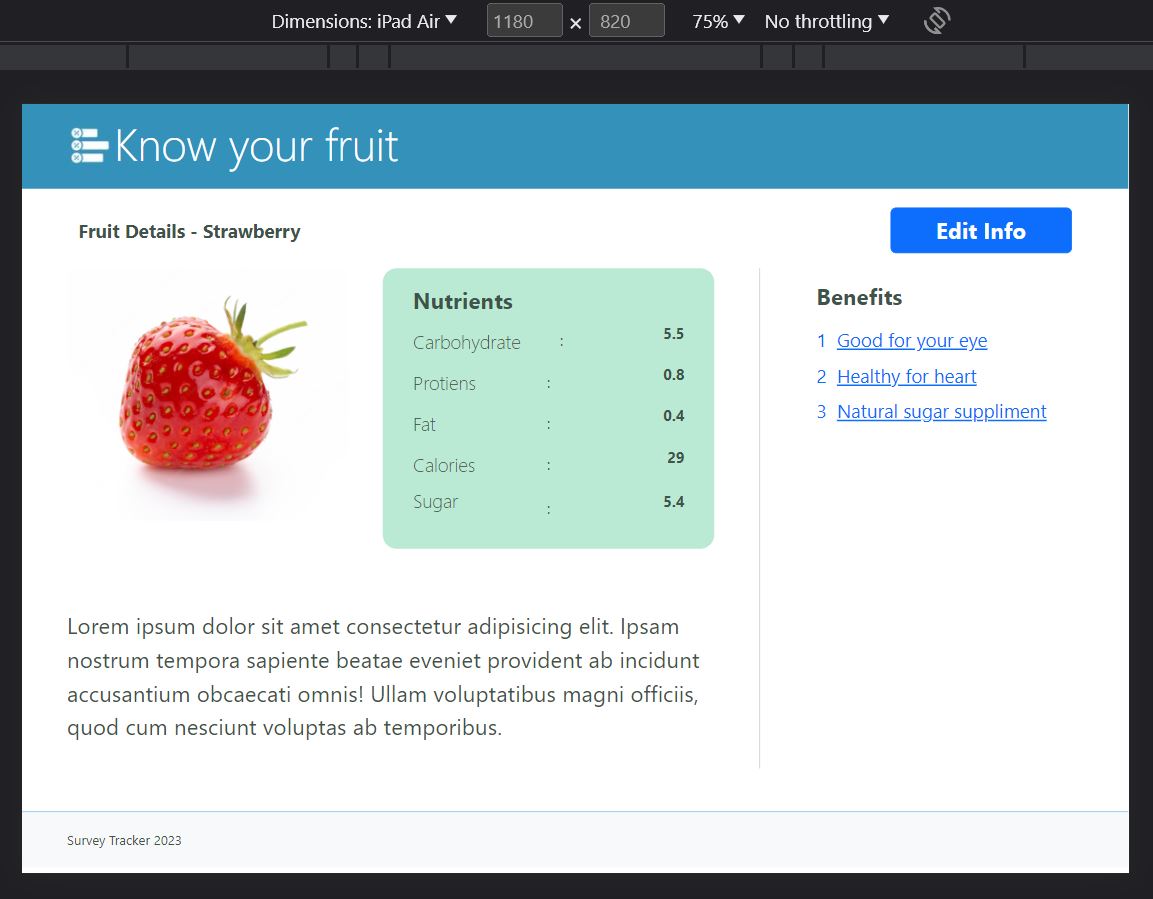 Dimensions: iPad Air ▼ 1180 × 820 75% ▼ No throttling ▼
Know your fruit
Fruit Details - Strawberry
Edit Info
Nutrients
Carbohydrate : 5.5
Protiens : 0.8
Fat : 0.4
Calories : 29
Sugar : 5.4
Benefits
1 Good for your eye
2 Healthy for heart
3 Natural sugar suppliment
Lorem ipsum dolor sit amet consectetur adipisicing elit. Ipsam
nostrum tempora sapiente beatae eveniet provident ab incidunt
accusantium obcaecati omnis! Ullam voluptatibus magni officiis,
quod cum nesciunt voluptas ab temporibus.
Survey Tracker 2023